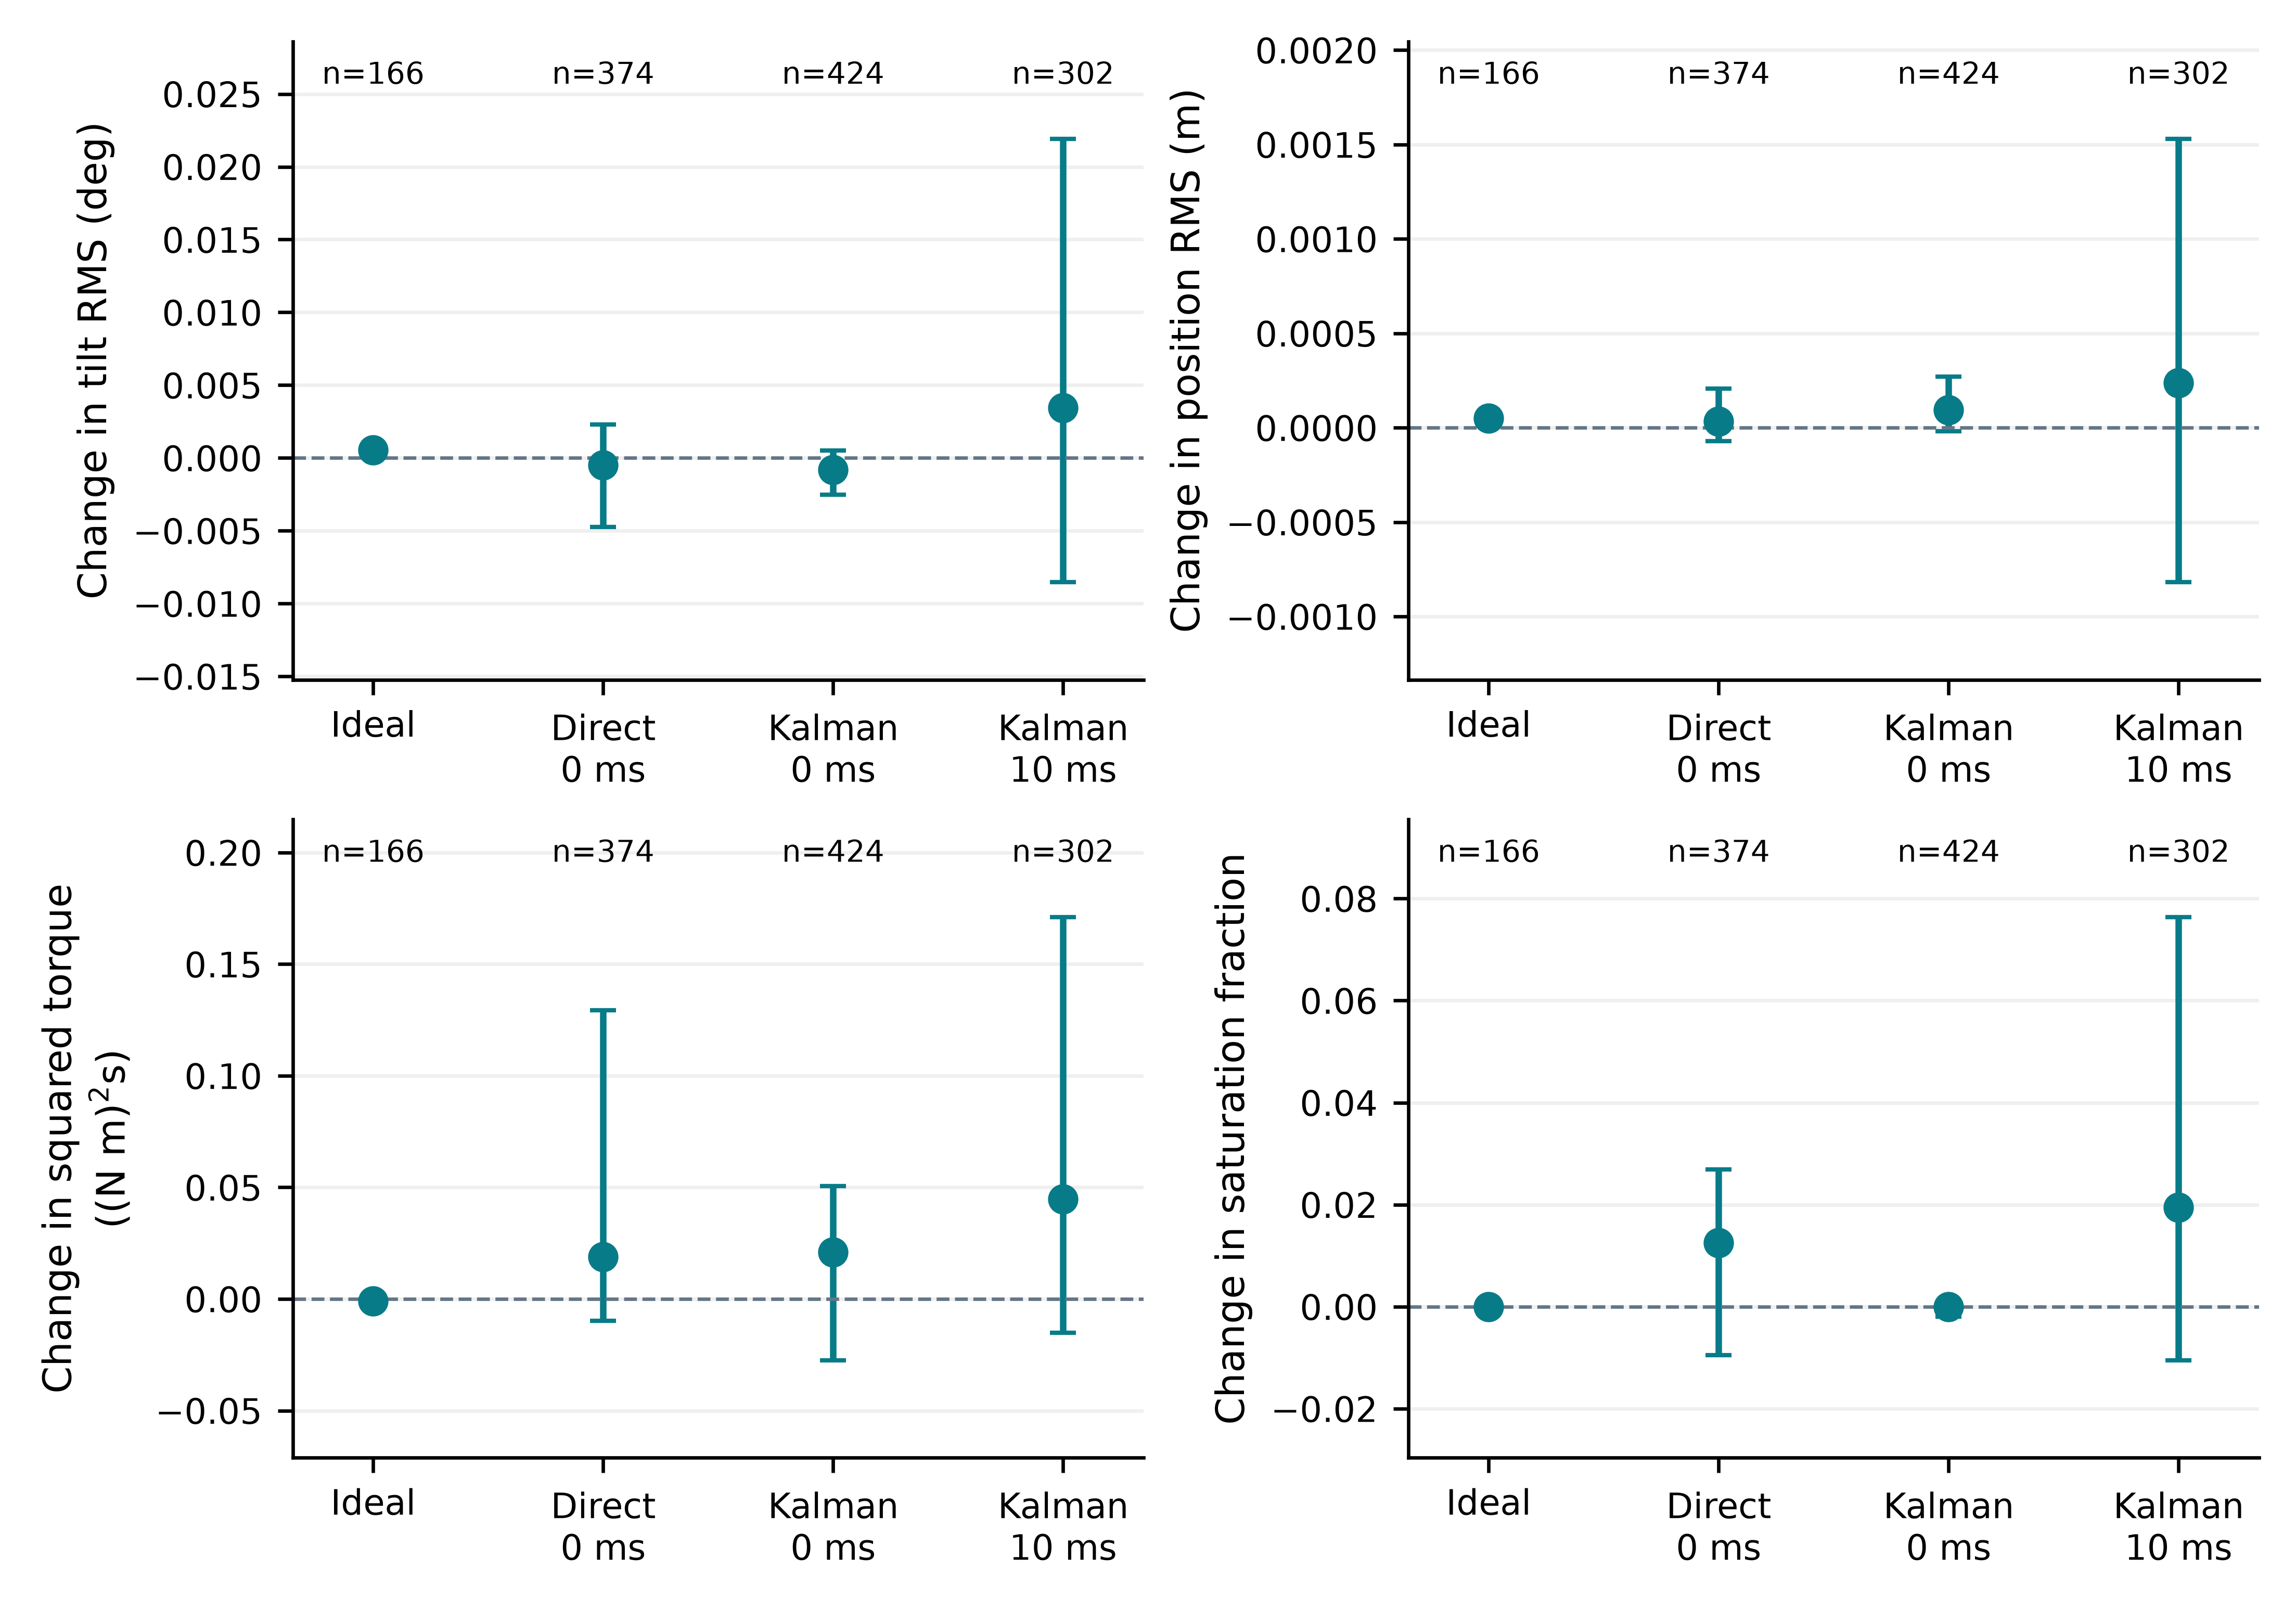 Change in tilt RMS (deg)
n=166 n=374 n=424 n=302
0.025
0.020
0.015
0.010
0.005
0.000
−0.005
−0.010
−0.015
Ideal Direct Kalman Kalman
0 ms 0 ms 10 ms
Change in position RMS (m)
n=166 n=374 n=424 n=302
0.0020
0.0015
0.0010
0.0005
0.0000
−0.0005
−0.0010
Ideal Direct Kalman Kalman
0 ms 0 ms 10 ms
Change in squared torque
((N m)²s)
n=166 n=374 n=424 n=302
0.20
0.15
0.10
0.05
0.00
−0.05
Ideal Direct Kalman Kalman
0 ms 0 ms 10 ms
Change in saturation fraction
n=166 n=374 n=424 n=302
0.08
0.06
0.04
0.02
0.00
−0.02
Ideal Direct Kalman Kalman
0 ms 0 ms 10 ms